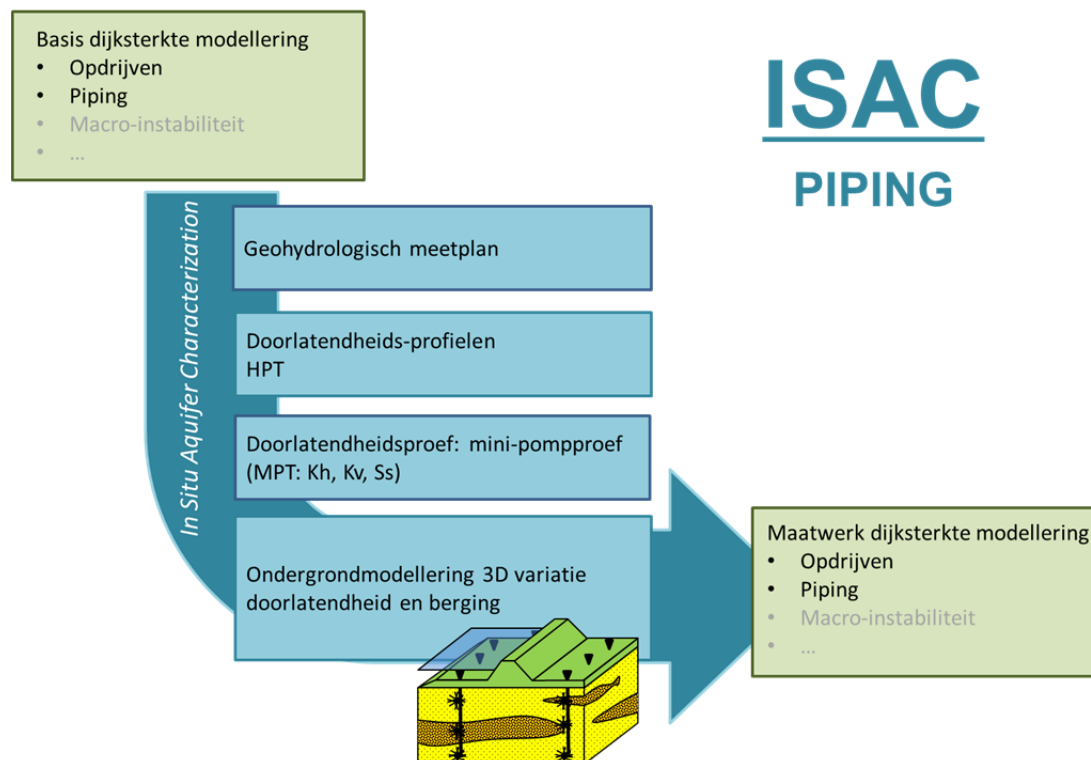 Basis dijksterkte modellering
• Opdrijven
• Piping
• Macro-instabiliteit
• ...
ISAC
PIPING
In Situ Aquifer Characterization
Geohydrologisch meetplan
Doorlatendheids-profielen
HPT
Doorlatendheidsproef: mini-pompproef
(MPT: Kh, Kv, Ss)
Ondergrondmodellering 3D variatie
doorlatendheid en berging
Maatwerk dijksterkte modellering
• Opdrijven
• Piping
• Macro-instabiliteit
• ...